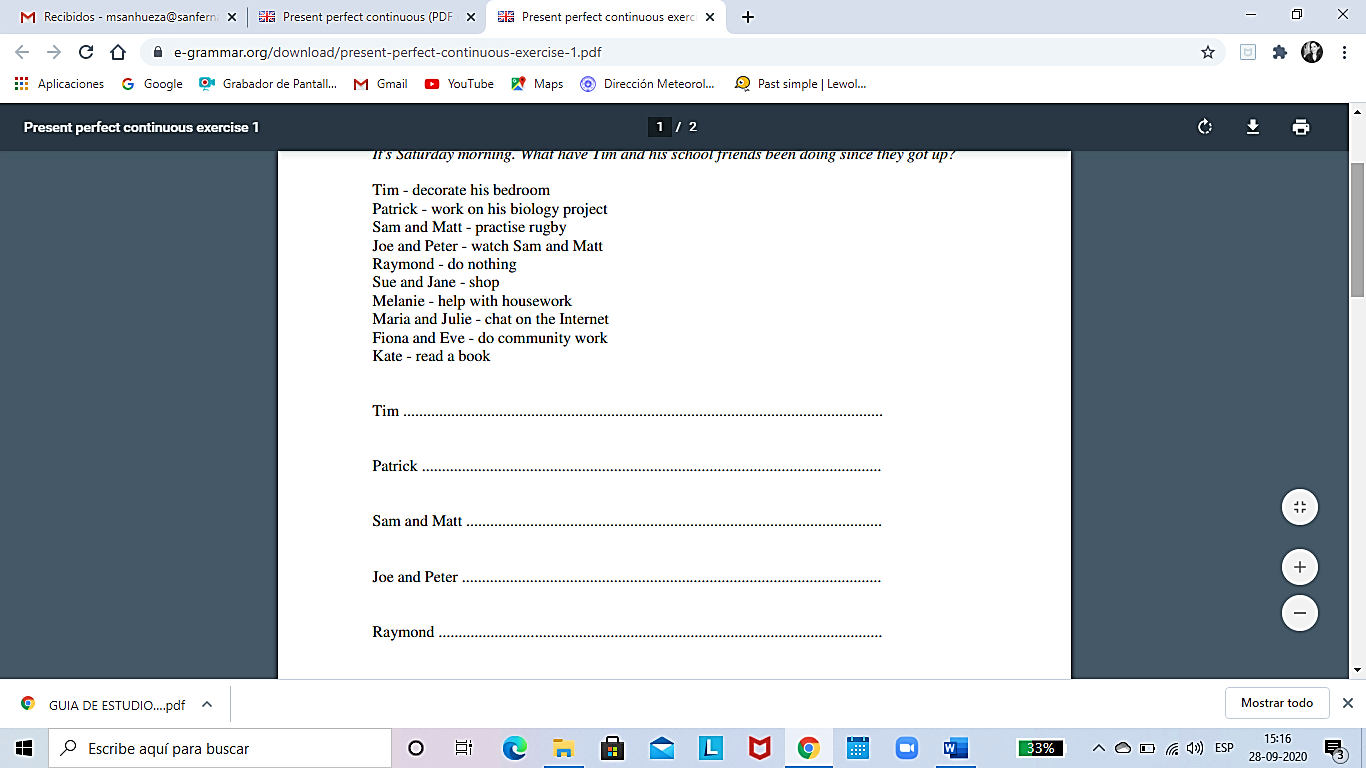 Recibidos - msanhueza@sanfern
Present perfect continuous (PDF
Present perfect continuous exerc
e-grammar.org/download/present-perfect-continuous-exercise-1.pdf
Aplicaciones
Google
Grabador de Pantall...
Gmail
YouTube
Maps
Dirección Meteorol...
Past simple | Lewol...
Present perfect continuous exercise 1
1 / 2
It's Saturday morning. What have Tim and his school friends been doing since they got up?
Tim - decorate his bedroom
Patrick - work on his biology project
Sam and Matt - practise rugby
Joe and Peter - watch Sam and Matt
Raymond - do nothing
Sue and Jane - shop
Melanie - help with housework
Maria and Julie - chat on the Internet
Fiona and Eve - do community work
Kate - read a book
Tim ........................................................................................................................
Patrick ...................................................................................................................
Sam and Matt ........................................................................................................
Joe and Peter .........................................................................................................
Raymond ...............................................................................................................
GUIA DE ESTUDIO....pdf
Mostrar todo
Escribe aquí para buscar
L
W
33%
ESP
15:16
28-09-2020
3